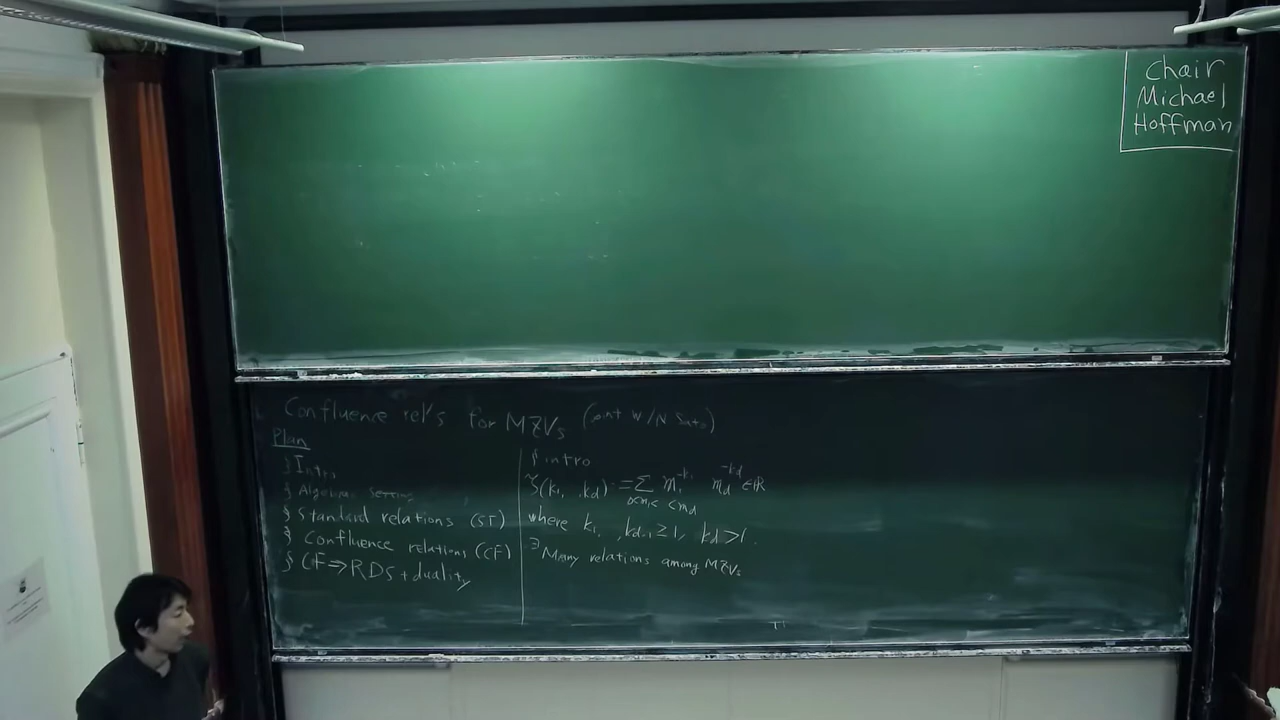 Chair
Michael
Hoffman
Confluence rel's for MZVs (joint w/ N Sato)
Plan
§ Intro
§ Algebraic setting
§ Standard relations (ST)
§ Confluence relations (CF)
§ CF ⇒ RDS + duality
§ intro
ζ(k₁, , k_d) := ∑_{0<m₁< <m_d} m₁^{-k₁} m_d^{-k_d} ∈ ℝ
where k₁, , k_{d-1} ≥ 1, k_d > 1.
∃ Many relations among MZVs